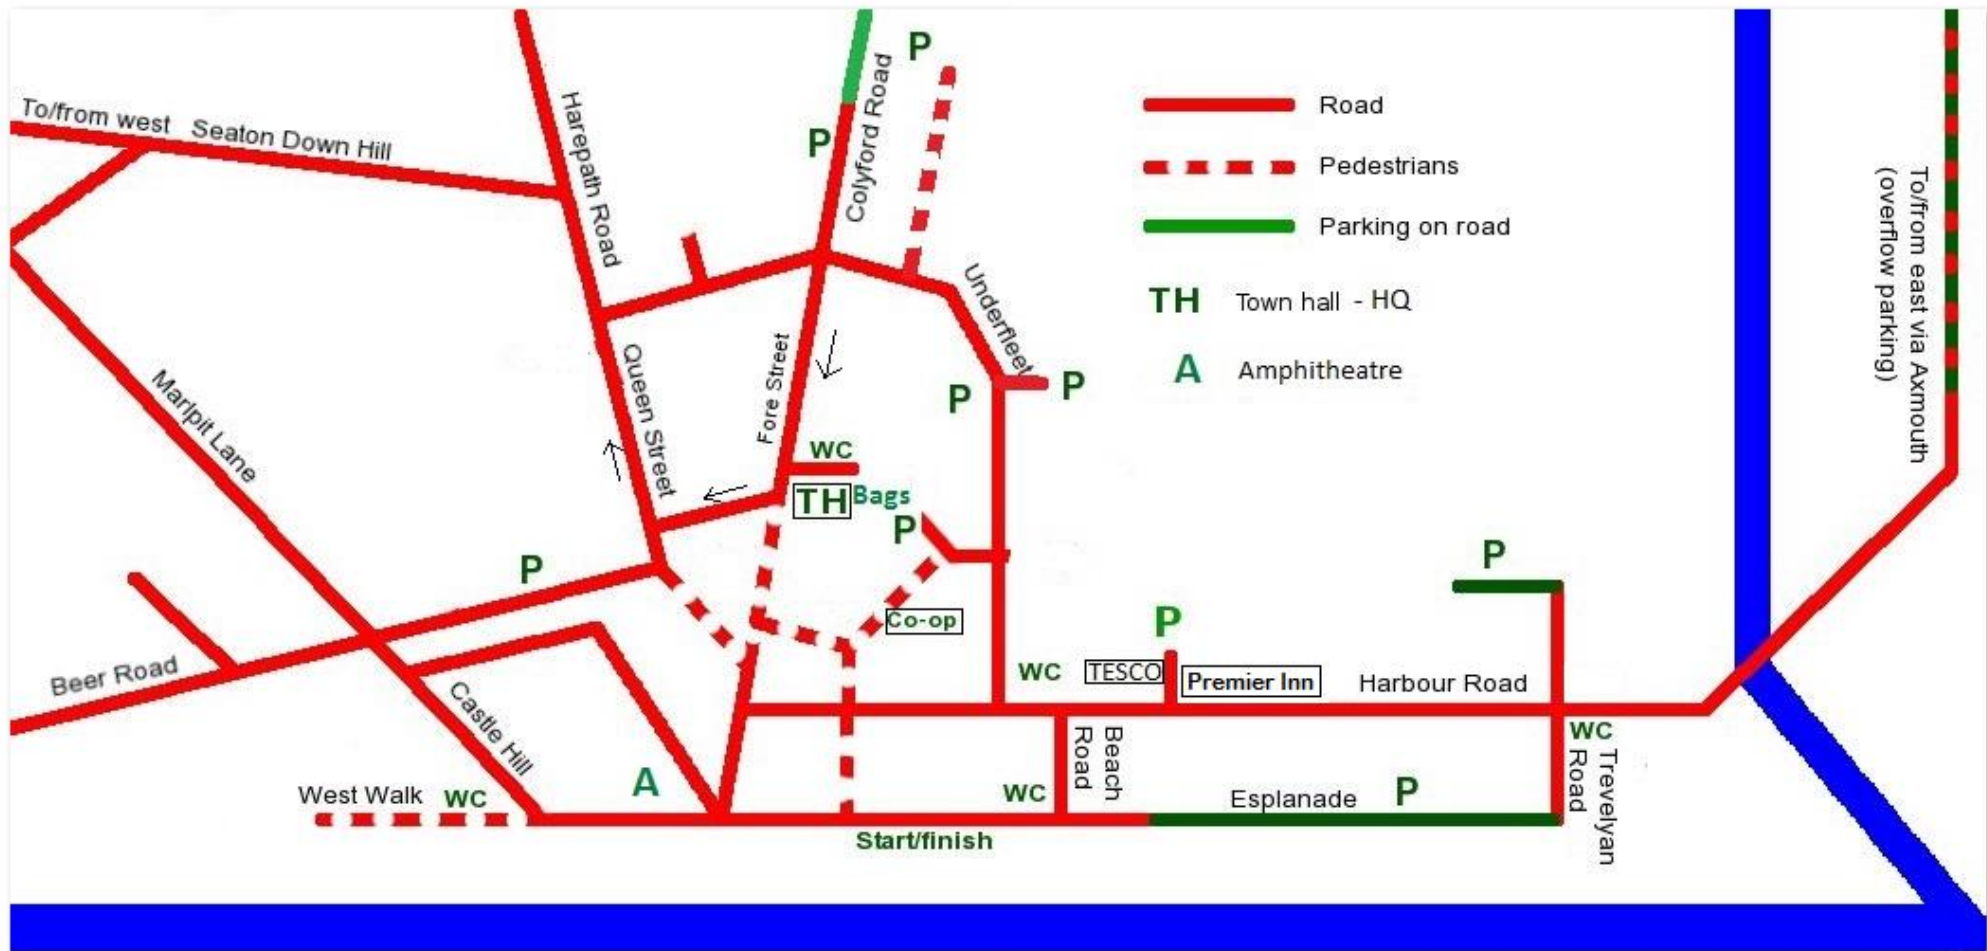 P
To/from west Seaton Down Hill
Harepath Road
P
Colyford Road
Road
Pedestrians
Parking on road
TH Town hall - HQ
A Amphitheatre
To/from east via Axmouth
(overflow parking)
Underfleet
P
P
Queen Street
Fore Street
Marlpit Lane
WC
TH
Bags
P
P
P
Co-op
Beer Road
Castle Hill
WC
TESCO
P
Premier Inn
Harbour Road
WC
Beach
Road
Trevelyan
Road
A
West Walk WC
WC
Esplanade P
Start/finish